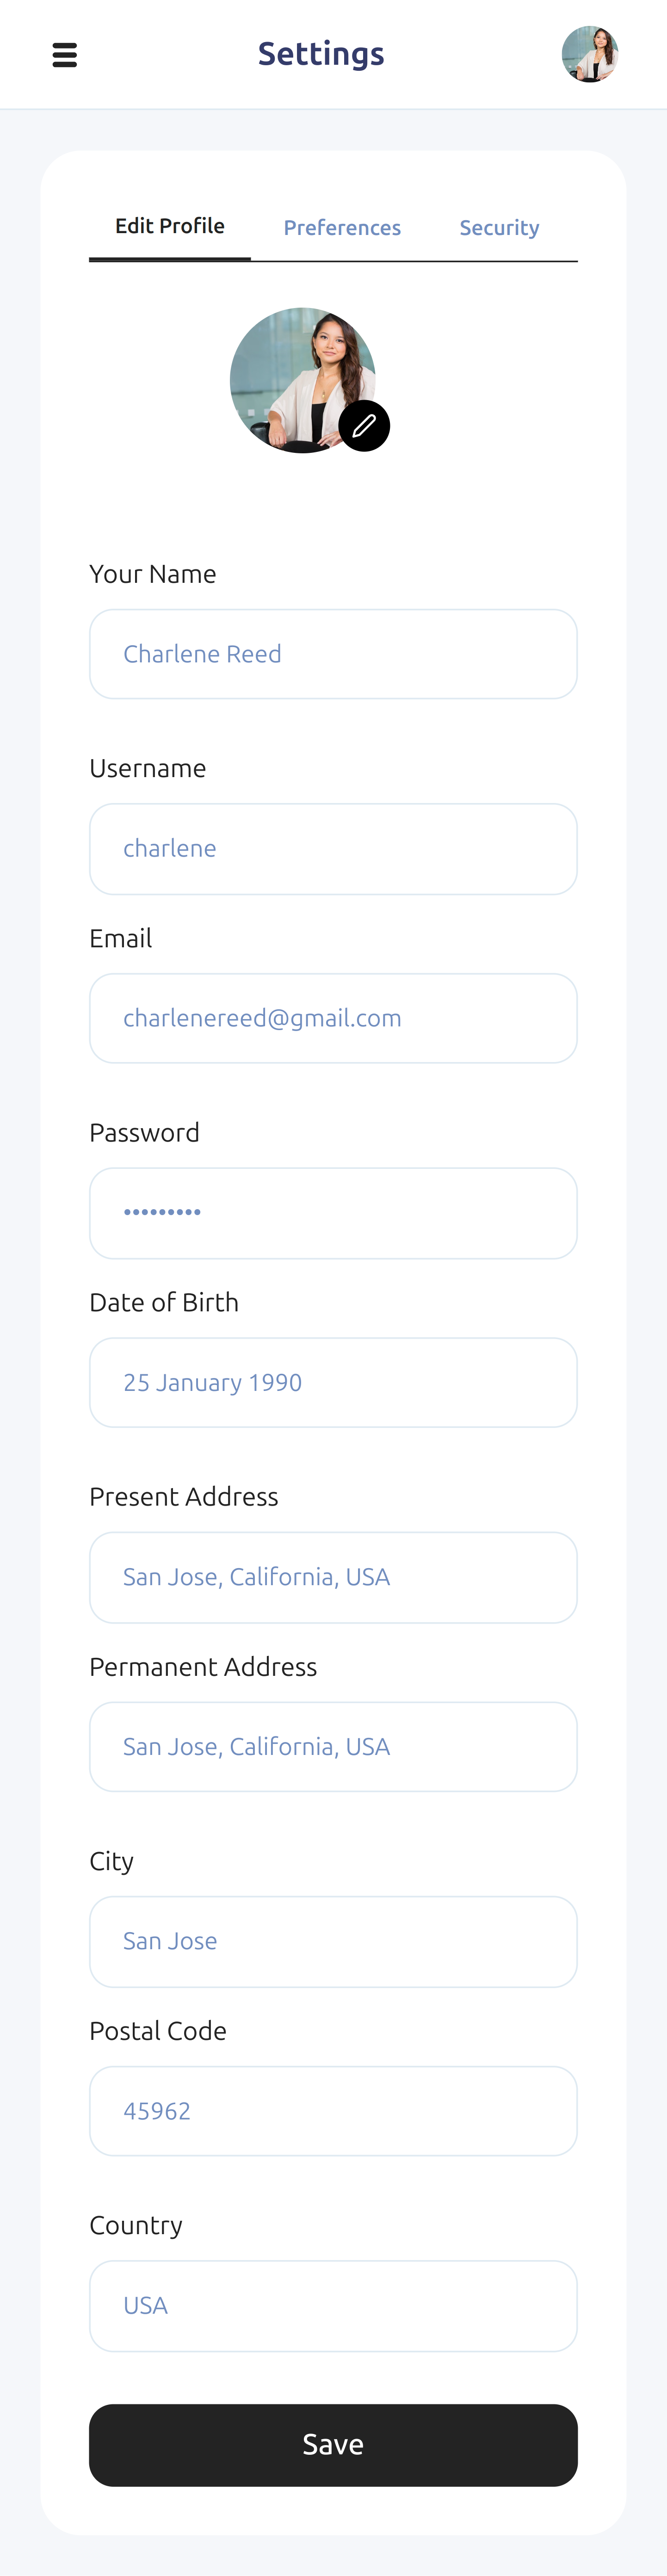 Settings
Edit Profile
Preferences
Security
Your Name
Charlene Reed
Username
charlene
Email
charlenereed@gmail.com
Password
•••••••••
Date of Birth
25 January 1990
Present Address
San Jose, California, USA
Permanent Address
San Jose, California, USA
City
San Jose
Postal Code
45962
Country
USA
Save